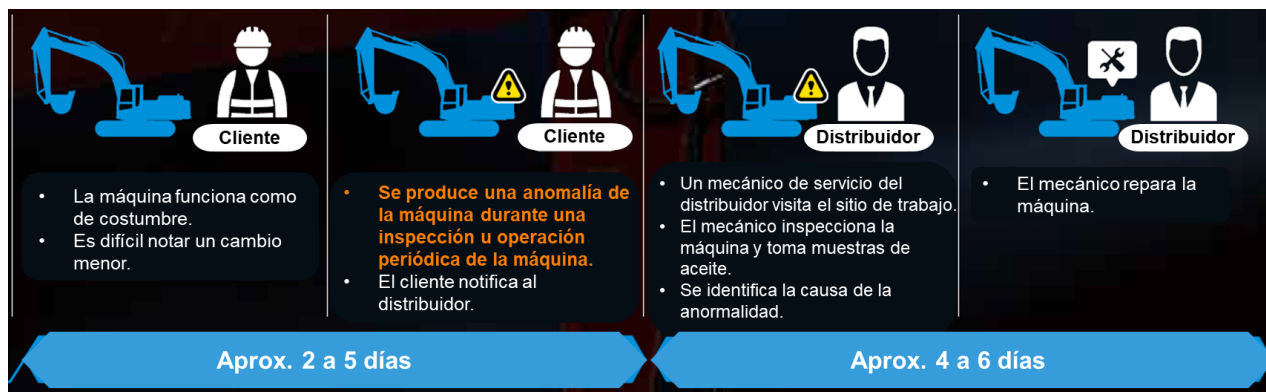 Cliente
• La máquina funciona como
de costumbre.
• Es difícil notar un cambio
menor.
Cliente
• Se produce una anomalía de
la máquina durante una
inspección u operación
periódica de la máquina.
• El cliente notifica al
distribuidor.
Distribuidor
• Un mecánico de servicio del
distribuidor visita el sitio de trabajo.
• El mecánico inspecciona la
máquina y toma muestras de
aceite.
• Se identifica la causa de la
anormalidad.
Distribuidor
• El mecánico repara la
máquina.
Aprox. 2 a 5 días
Aprox. 4 a 6 días